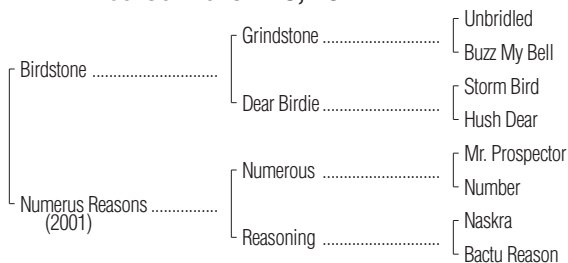 Birdstone ..............................
Numerus Reasons ................
(2001)
Grindstone .............................
Dear Birdie .............................
Numerous .............................
Reasoning .............................
Unbridled
Buzz My Bell
Storm Bird
Hush Dear
Mr. Prospector
Number
Naskra
Bactu Reason